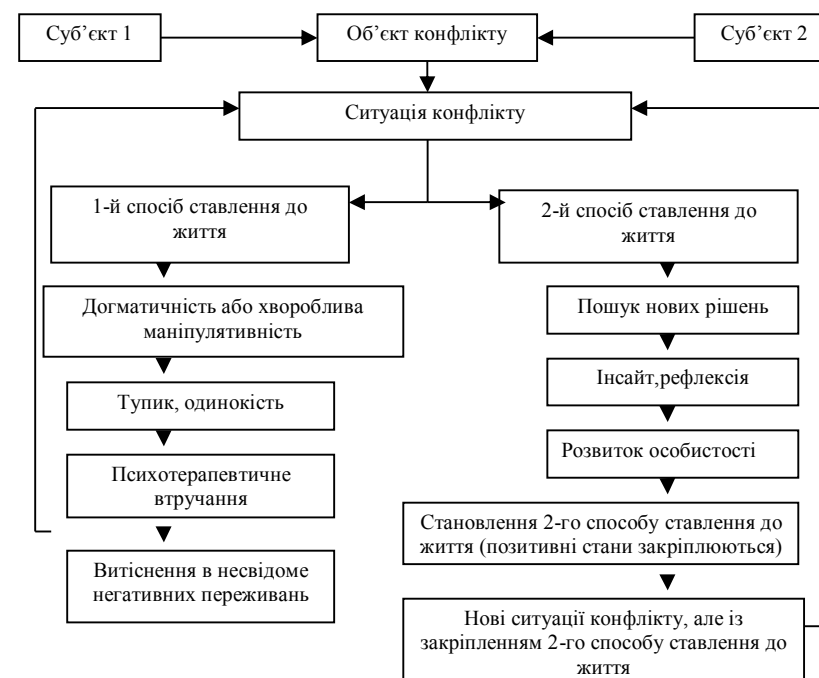 Суб’єкт 1
Об’єкт конфлікту
Суб’єкт 2
Ситуація конфлікту
1-й спосіб ставлення до
життя
2-й спосіб ставлення до
життя
Догматичність або хвороблива
маніпулятивність
Пошук нових рішень
Тупик, одинокість
Інсайт,рефлексія
Психотерапевтичне
втручання
Розвиток особистості
Становлення 2-го способу ставлення до
життя (позитивні стани закріплюються)
Витіснення в несвідоме
негативних переживань
Нові ситуації конфлікту, але із
закріпленням 2-го способу ставлення до
життя